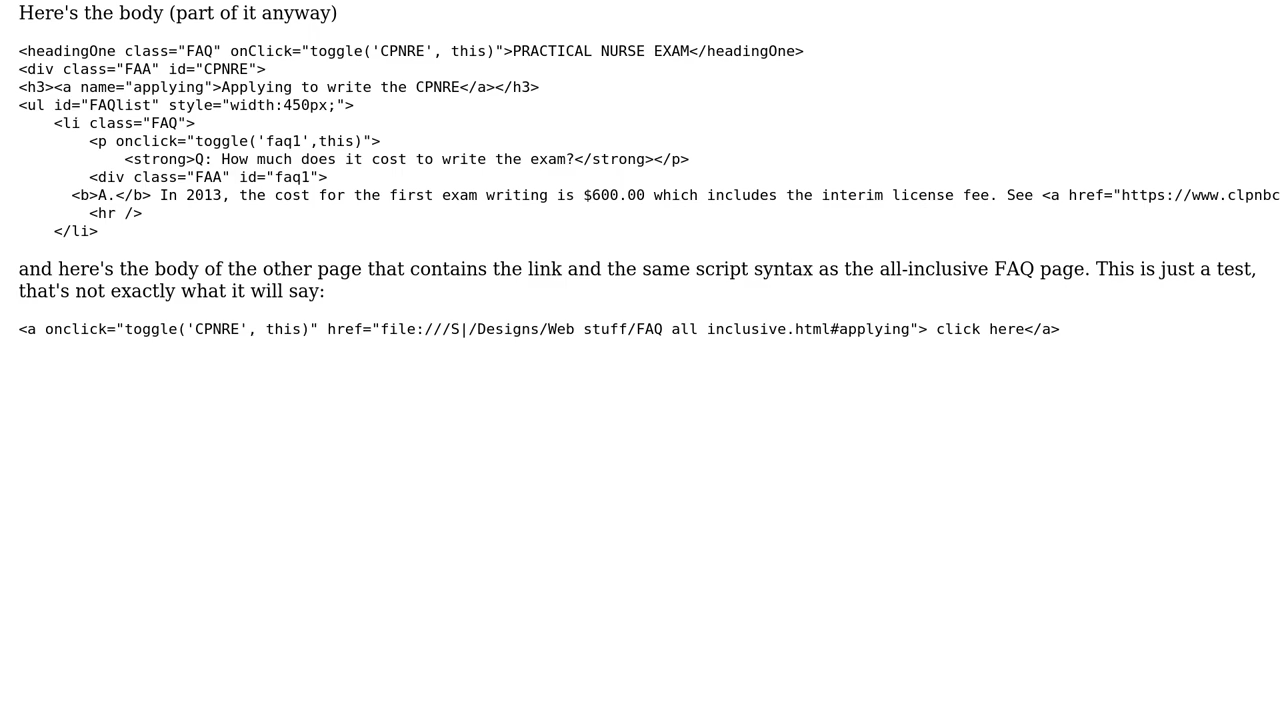 Here's the body (part of it anyway)
<headingOne class="FAQ" onClick="toggle('CPNRE', this)">PRACTICAL NURSE EXAM</headingOne>
<div class="FAA" id="CPNRE">
<h3><a name="applying">Applying to write the CPNRE</a></h3>
<ul id="FAQlist" style="width:450px;">
    <li class="FAQ">
        <p onclick="toggle('faq1',this)">
            <strong>Q: How much does it cost to write the exam?</strong></p>
        <div class="FAA" id="faq1">
      <b>A.</b> In 2013, the cost for the first exam writing is $600.00 which includes the interim license fee. See <a href="https://www.clpnbc
        <hr />
    </li>
and here's the body of the other page that contains the link and the same script syntax as the all-inclusive FAQ page. This is just a test,
that's not exactly what it will say:
<a onclick="toggle('CPNRE', this)" href="file:///S|/Designs/Web stuff/FAQ all inclusive.html#applying"> click here</a>